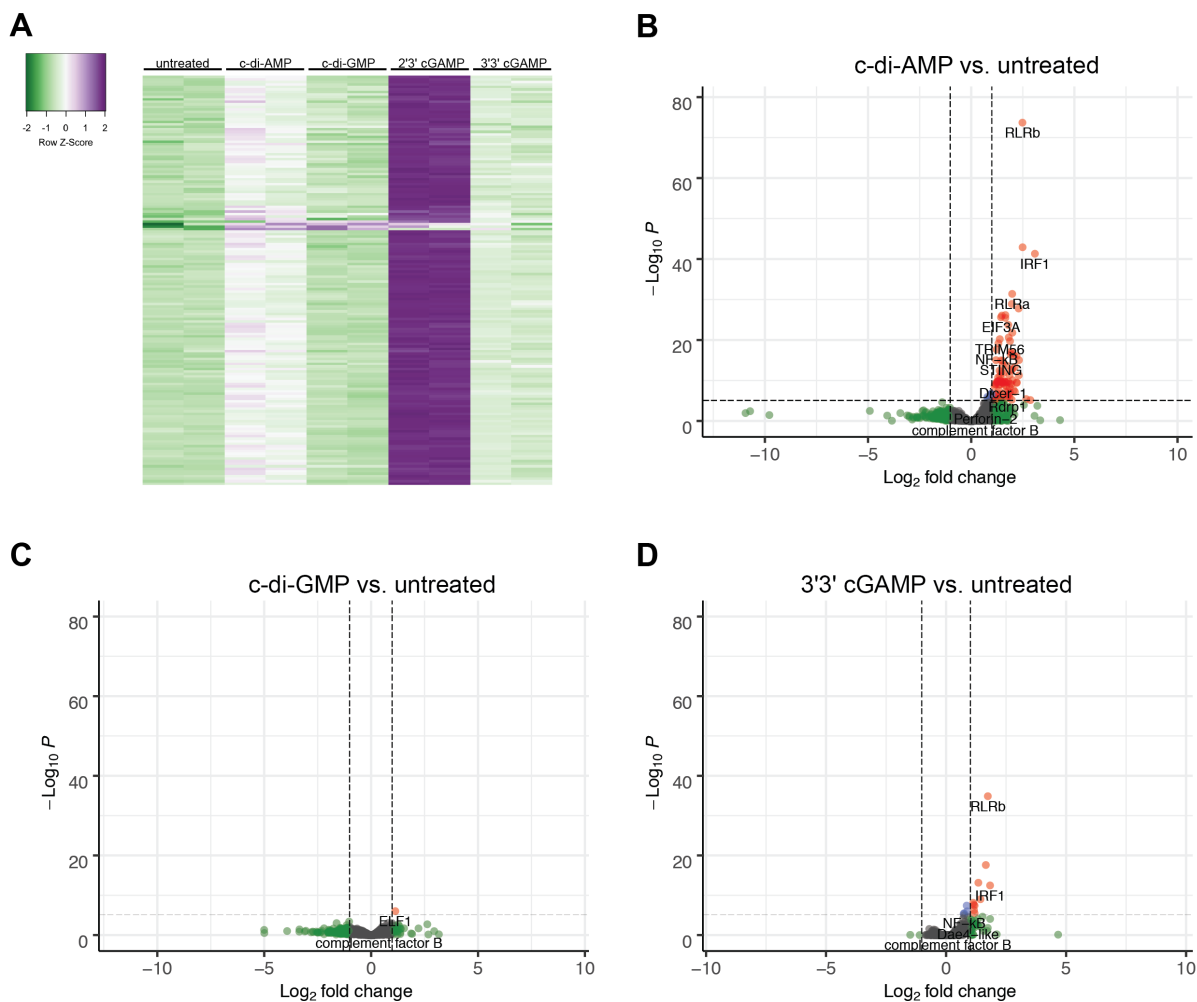 A
untreated c-di-AMP c-di-GMP 2'3' cGAMP 3'3' cGAMP
-2 -1 0 1 2
Row Z-Score
B
c-di-AMP vs. untreated
80
60
40
20
0
−Log10 P
RLRb
IRF1
RLRa
EIF3A
TRIM56
NF−kB
STING
Dicer−1
Rdrp1
Perforin−2
complement factor B
−10 −5 0 5 10
Log2 fold change
C
c-di-GMP vs. untreated
80
60
40
20
0
−Log10 P
ELF1
complement factor B
−10 −5 0 5 10
Log2 fold change
D
3'3' cGAMP vs. untreated
80
60
40
20
0
−Log10 P
RLRb
IRF1
NF−kB
Dae4−like
complement factor B
−10 −5 0 5 10
Log2 fold change